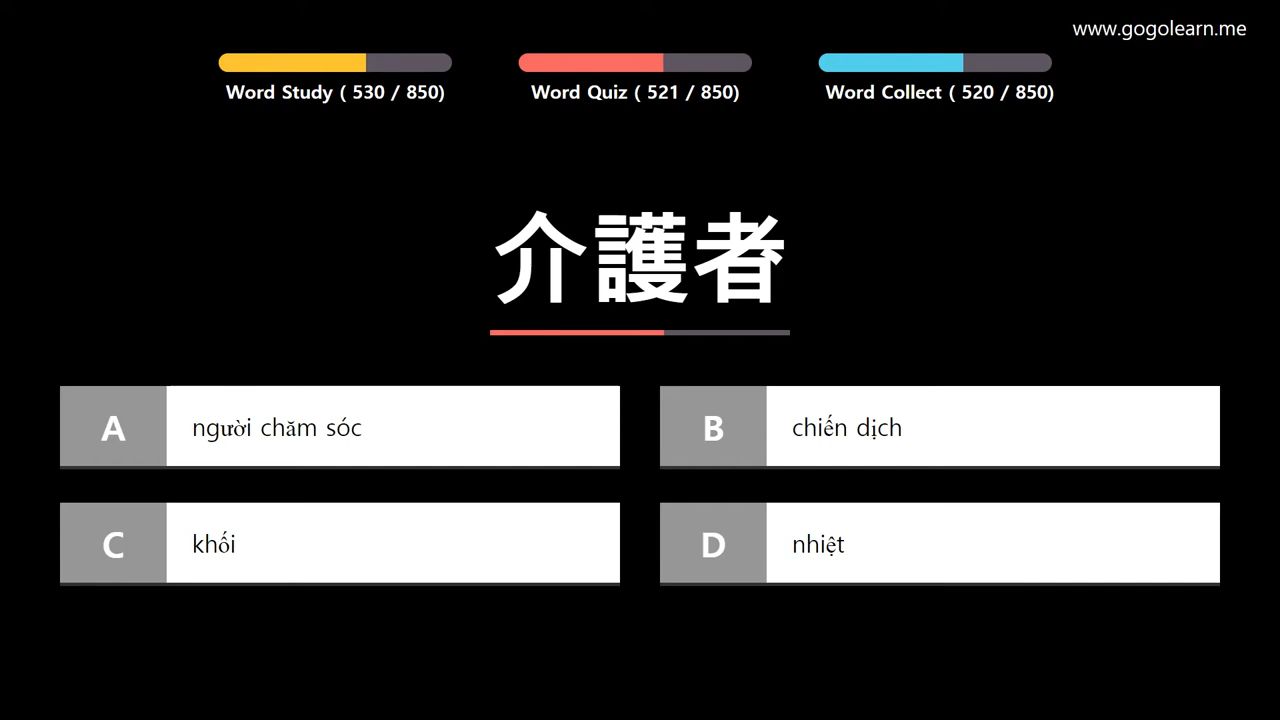 www.gogolearn.me
Word Study ( 530 / 850)
Word Quiz ( 521 / 850)
Word Collect ( 520 / 850)
介護者
A
người chăm sóc
B
chiến dịch
C
khối
D
nhiệt